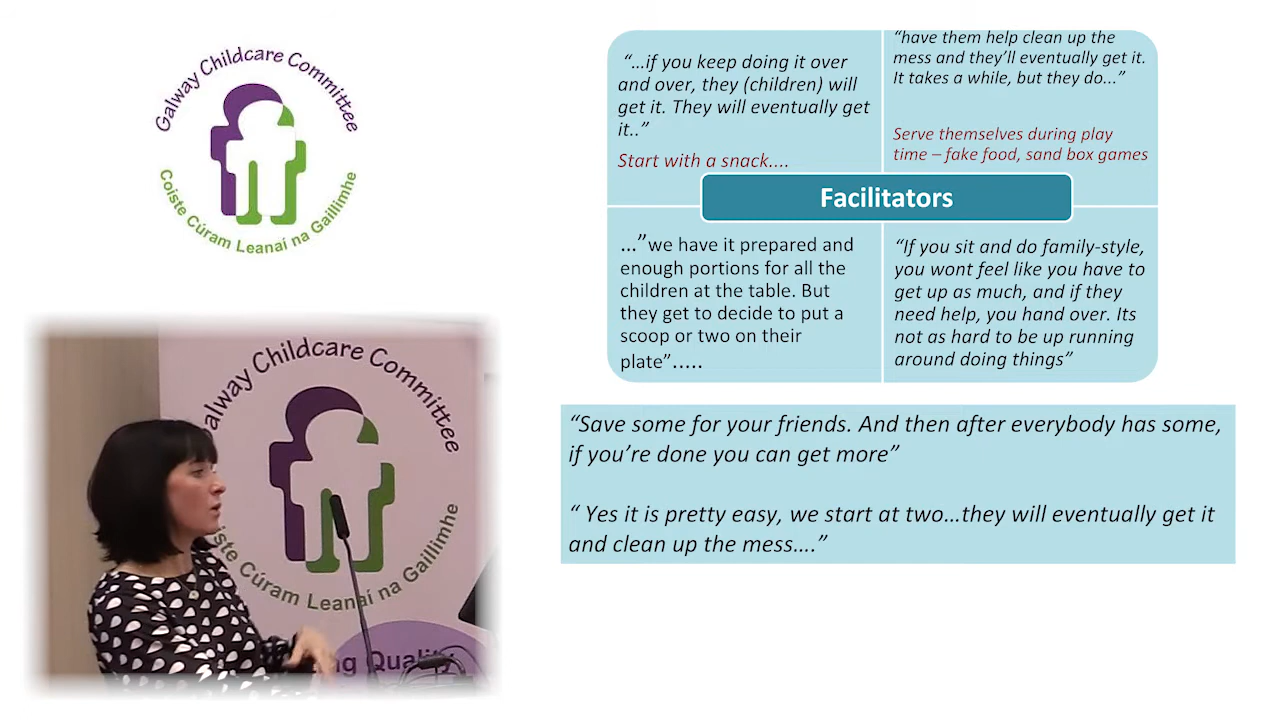 Galway Childcare Committee
Coiste Cúram Leanaí na Gaillimhe
“...if you keep doing it over
and over, they (children) will
get it. They will eventually get
it..”
Start with a snack....
“have them help clean up the
mess and they’ll eventually get it.
It takes a while, but they do...”
Serve themselves during play
time – fake food, sand box games
Facilitators
...”we have it prepared and
enough portions for all the
children at the table. But
they get to decide to put a
scoop or two on their
plate”.....
“If you sit and do family-style,
you wont feel like you have to
get up as much, and if they
need help, you hand over. Its
not as hard to be up running
around doing things”
“Save some for your friends. And then after everybody has some,
if you’re done you can get more”
“ Yes it is pretty easy, we start at two...they will eventually get it
and clean up the mess....”
Galway Childcare Committee
Cúram Leanaí na Gaillimhe
Quality